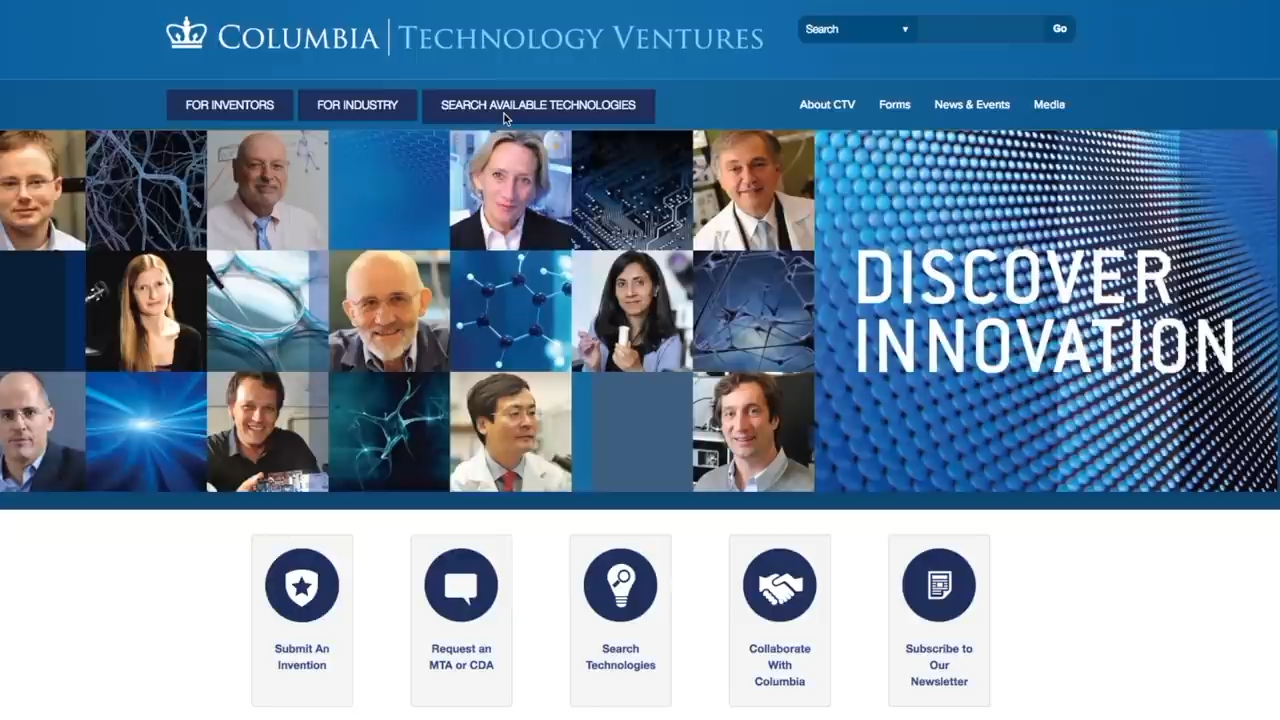 COLUMBIA | TECHNOLOGY VENTURES
Search
Go
FOR INVENTORS
FOR INDUSTRY
SEARCH AVAILABLE TECHNOLOGIES
About CTV
Forms
News & Events
Media
DISCOVER
INNOVATION
Submit An
Invention
Request an
MTA or CDA
Search
Technologies
Collaborate
With
Columbia
Subscribe to
Our
Newsletter